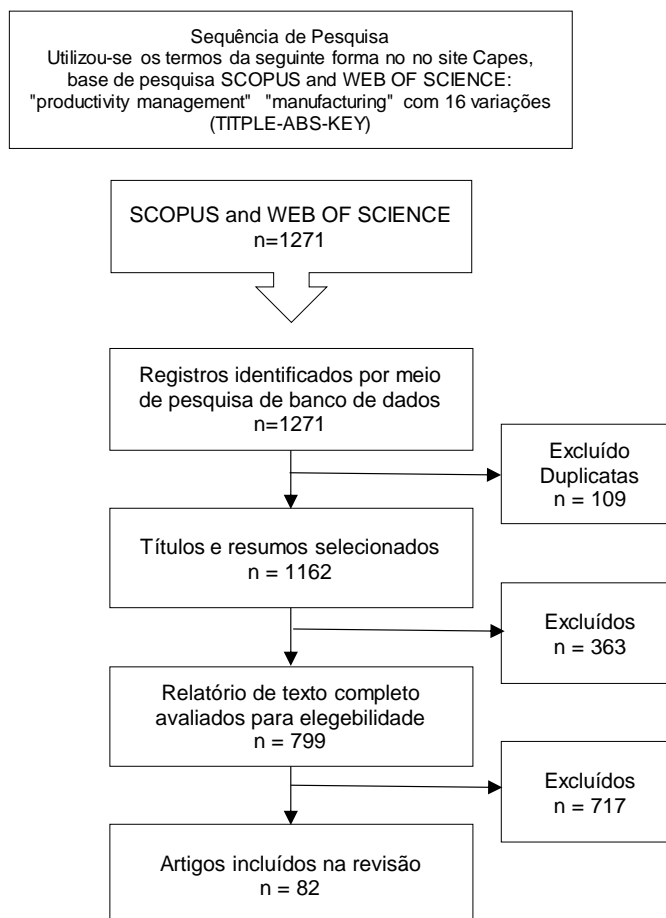 Sequência de Pesquisa
Utilizou-se os termos da seguinte forma no no site Capes,
base de pesquisa SCOPUS and WEB OF SCIENCE:
"productivity management" "manufacturing" com 16 variações
(TITPLE-ABS-KEY)
SCOPUS and WEB OF SCIENCE
n=1271
Registros identificados por meio
de pesquisa de banco de dados
n=1271
Excluído
Duplicatas
n = 109
Títulos e resumos selecionados
n = 1162
Excluídos
n = 363
Relatório de texto completo
avaliados para elegebilidade
n = 799
Excluídos
n = 717
Artigos incluídos na revisão
n = 82